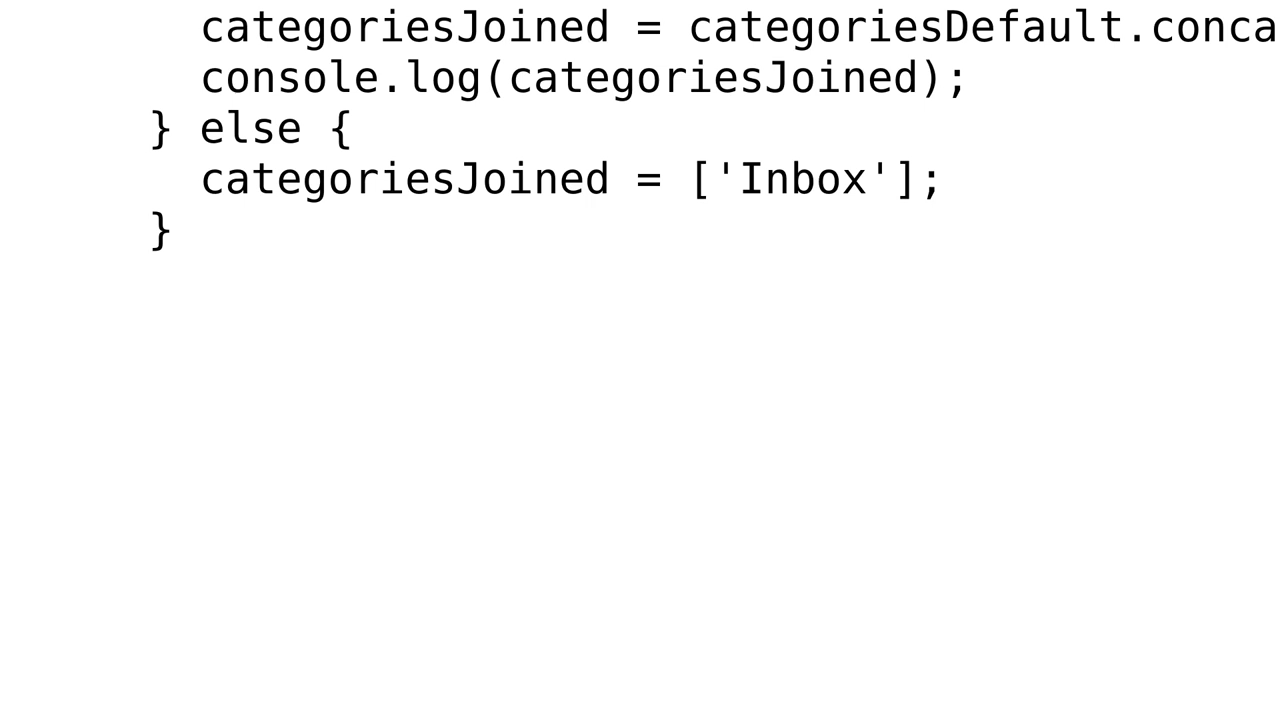 categoriesJoined = categoriesDefault.conca
console.log(categoriesJoined);
} else {
categoriesJoined = ['Inbox'];
}